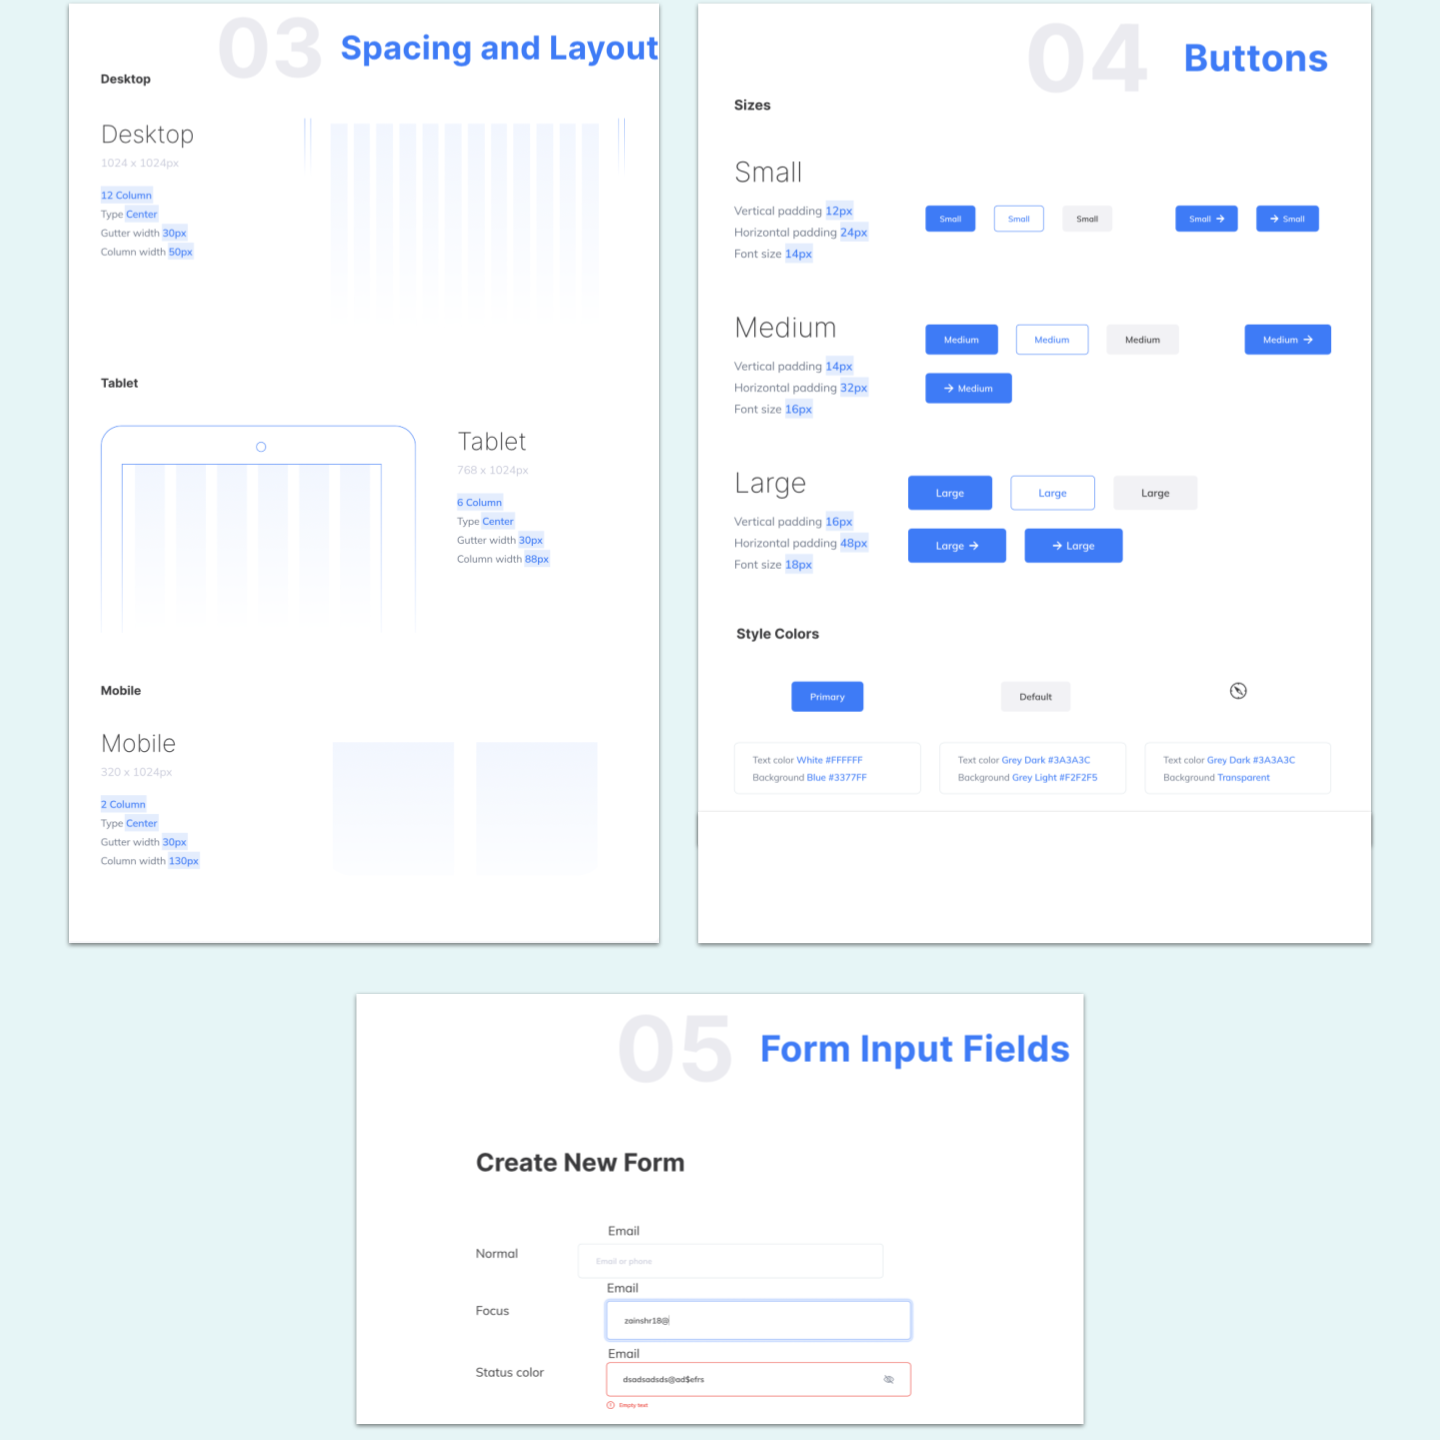 03 Spacing and Layout
Desktop
Desktop
1024 x 1024px
12 Column
Type Center
Gutter width 30px
Column width 50px
Tablet
Tablet
768 x 1024px
6 Column
Type Center
Gutter width 30px
Column width 88px
Mobile
Mobile
320 x 1024px
2 Column
Type Center
Gutter width 30px
Column width 130px
04 Buttons
Sizes
Small
Vertical padding 12px
Horizontal padding 24px
Font size 14px
Small Small Small Small → → Small
Medium
Vertical padding 14px
Horizontal padding 32px
Font size 16px
Medium Medium Medium Medium →
→ Medium
Large
Vertical padding 16px
Horizontal padding 48px
Font size 18px
Large Large Large
Large → → Large
Style Colors
Primary Default
Text color White #FFFFFF
Background Blue #3377FF
Text color Grey Dark #3A3A3C
Background Grey Light #F2F2F5
Text color Grey Dark #3A3A3C
Background Transparent
05 Form Input Fields
Create New Form
Email
Normal
Email or phone
Email
Focus
zainshr18@
Email
Status color
dsadsadsds@ad$efrs
Empty text